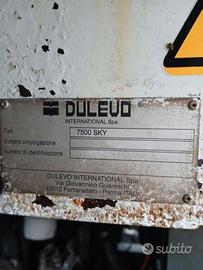 DULEVO
INTERNATIONAL Spa
Tipo 7500 SKY
Numero omologazione
numero di identificazione
DULEVO INTERNATIONAL Spa
Via Giovannino Guareschi
43012 Fontanellato - Parma ITALY
subito